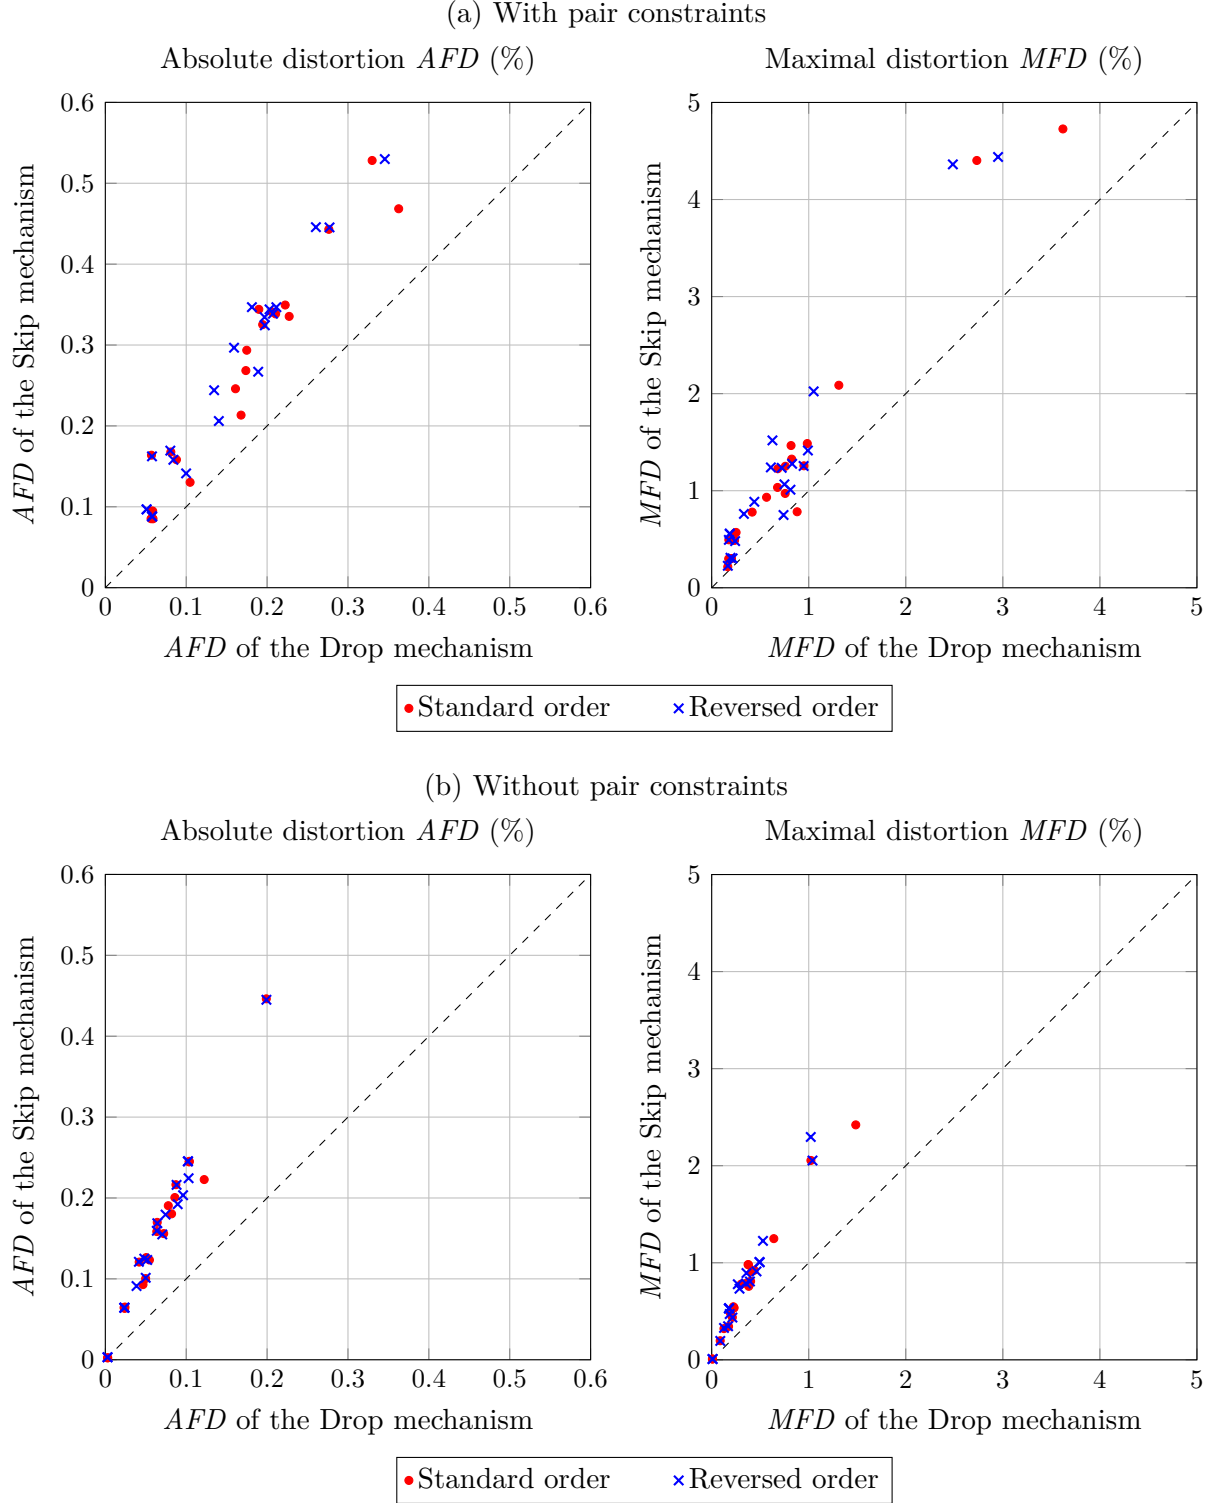 (a) With pair constraints
Absolute distortion AFD (%)
Maximal distortion MFD (%)
AFD of the Skip mechanism
0.6
0.5
0.4
0.3
0.2
0.1
0
0 0.1 0.2 0.3 0.4 0.5 0.6
AFD of the Drop mechanism
MFD of the Skip mechanism
5
4
3
2
1
0
0 1 2 3 4 5
MFD of the Drop mechanism
Standard order Reversed order
(b) Without pair constraints
Absolute distortion AFD (%)
Maximal distortion MFD (%)
AFD of the Skip mechanism
0.6
0.5
0.4
0.3
0.2
0.1
0
0 0.1 0.2 0.3 0.4 0.5 0.6
AFD of the Drop mechanism
MFD of the Skip mechanism
5
4
3
2
1
0
0 1 2 3 4 5
MFD of the Drop mechanism
Standard order Reversed order